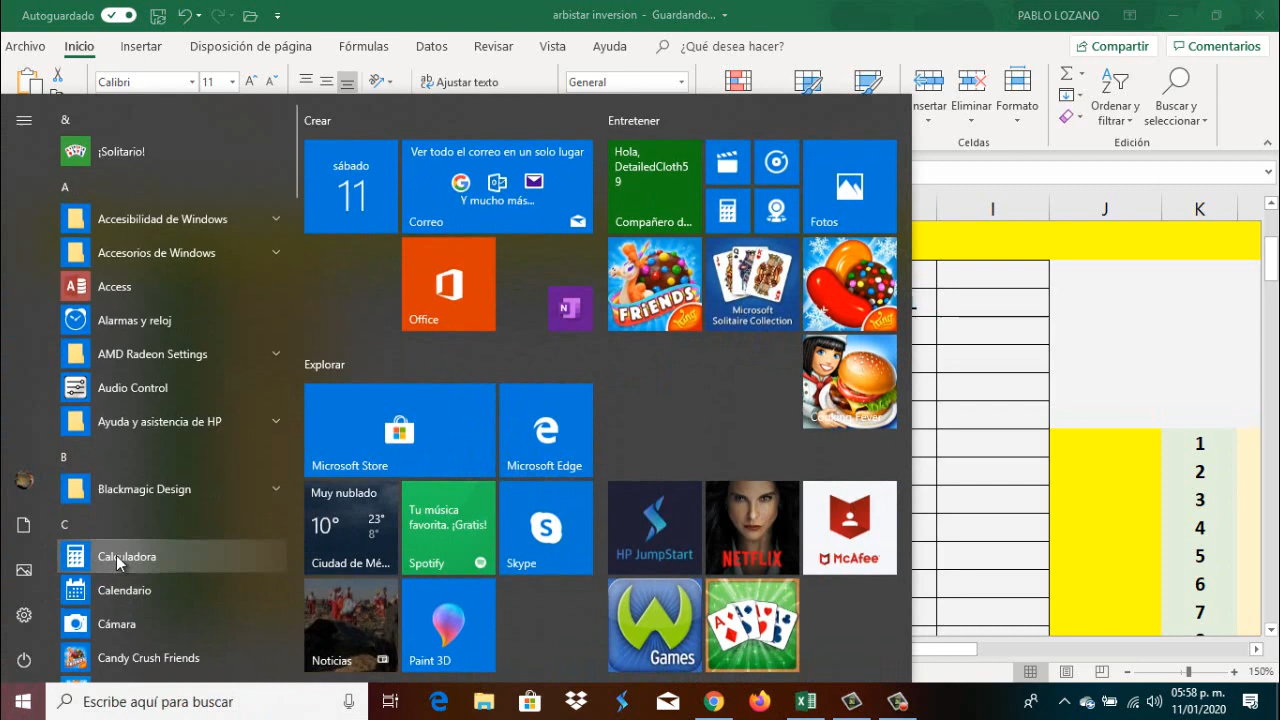 Autoguardado
arbistar inversion - Guardando...
PABLO LOZANO
Archivo Inicio Insertar Disposición de página Fórmulas Datos Revisar Vista Ayuda ¿Qué desea hacer? Compartir Comentarios
Calibri 11 Ajustar texto General
Insertar Eliminar Formato
Ordenar y filtrar
Buscar y seleccionar
Celdas
Edición
&
¡Solitario!
A
Accesibilidad de Windows
Accesorios de Windows
Access
Alarmas y reloj
AMD Radeon Settings
Audio Control
Ayuda y asistencia de HP
B
Blackmagic Design
C
Calculadora
Calendario
Cámara
Candy Crush Friends
Crear
sábado
11
Ver todo el correo en un solo lugar
Y mucho más...
Correo
Office
Explorar
Microsoft Store
Microsoft Edge
Muy nublado
10° 23°
8°
Ciudad de Mé...
Tu música
favorita. ¡Gratis!
Spotify
Skype
Noticias
Paint 3D
Entretener
Hola,
DetailedCloth5
9
Compañero d...
Fotos
FRIENDS
King
Microsoft
Solitaire Collection
King
Cooking Fever
HP JumpStart
NETFLIX
McAfee
Games
I J K
1
2
3
4
5
6
7
150%
Escribe aquí para buscar
05:58 p. m.
11/01/2020